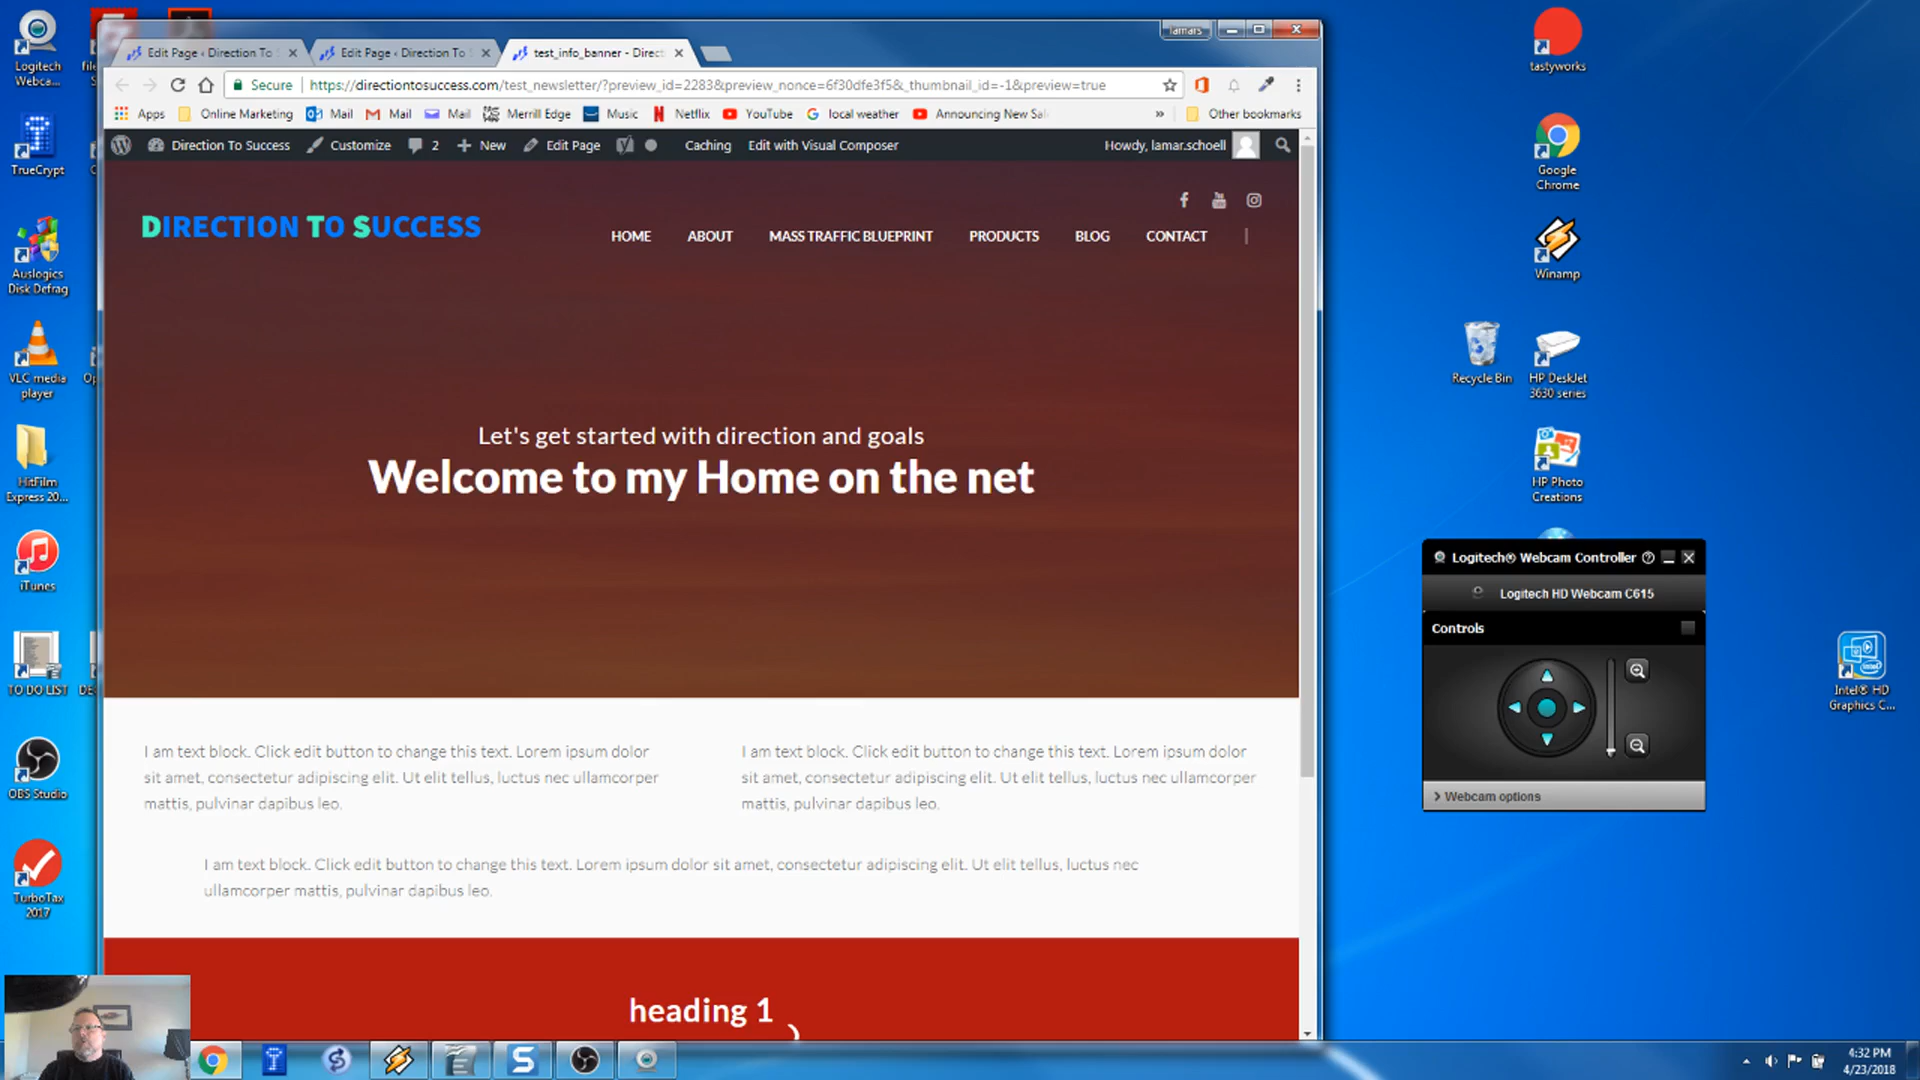 Logitech
Webca...
TrueCrypt
Auslogics
Disk Defrag
VLC media
player
HitFilm
Express 20...
iTunes
TO DO LIST
OBS Studio
TurboTax
2017
lamars
Edit Page ‹ Direction To
Edit Page ‹ Direction To
test_info_banner - Direct
Secure
https://directiontosuccess.com/test_newsletter/?preview_id=2283&preview_nonce=6f30dfe3f5&_thumbnail_id=-1&preview=true
Apps
Online Marketing
Mail
Mail
Mail
Merrill Edge
Music
Netflix
YouTube
local weather
Announcing New Sal
»
Other bookmarks
Direction To Success
Customize
2
New
Edit Page
Caching
Edit with Visual Composer
Howdy, lamar.schoell
DIRECTION TO SUCCESS
HOME
ABOUT
MASS TRAFFIC BLUEPRINT
PRODUCTS
BLOG
CONTACT
|
Let's get started with direction and goals
Welcome to my Home on the net
I am text block. Click edit button to change this text. Lorem ipsum dolor
sit amet, consectetur adipiscing elit. Ut elit tellus, luctus nec ullamcorper
mattis, pulvinar dapibus leo.
I am text block. Click edit button to change this text. Lorem ipsum dolor
sit amet, consectetur adipiscing elit. Ut elit tellus, luctus nec ullamcorper
mattis, pulvinar dapibus leo.
I am text block. Click edit button to change this text. Lorem ipsum dolor sit amet, consectetur adipiscing elit. Ut elit tellus, luctus nec
ullamcorper mattis, pulvinar dapibus leo.
heading 1
tastyworks
Google
Chrome
Winamp
Recycle Bin
HP DeskJet
3630 series
HP Photo
Creations
Logitech® Webcam Controller
Logitech HD Webcam C615
Controls
Webcam options
Intel® HD
Graphics C...
4:32 PM
4/23/2018